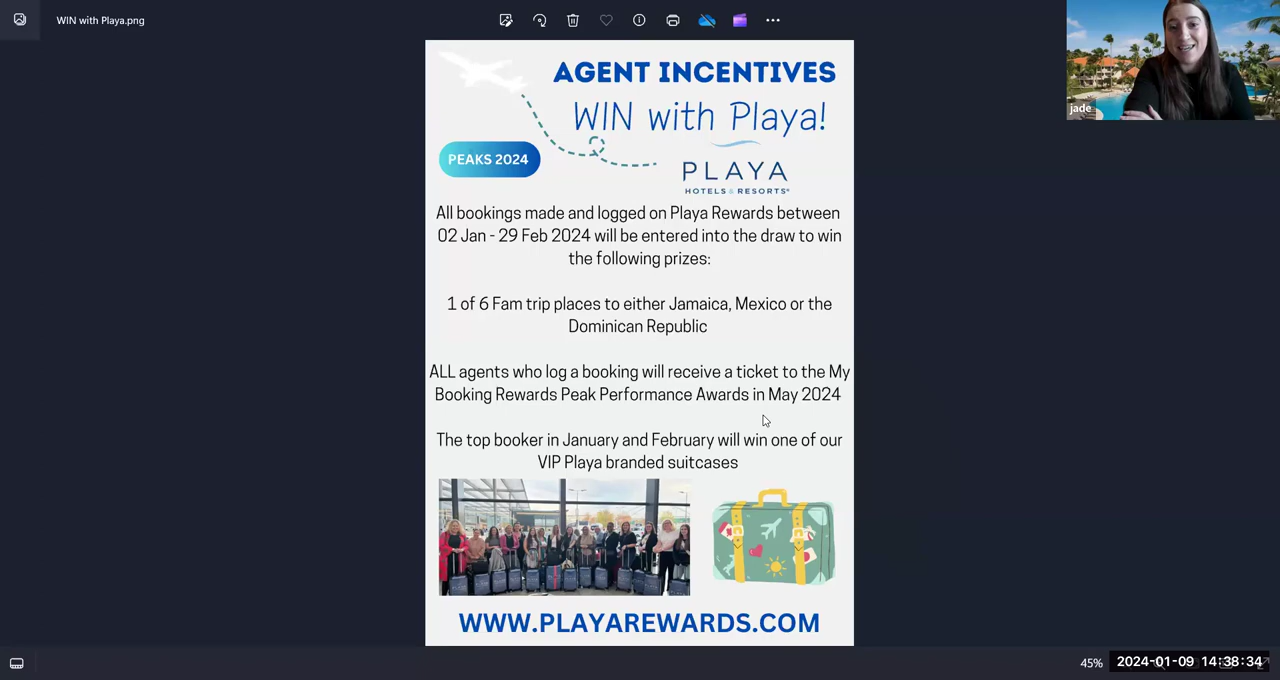 WIN with Playa.png
jade
AGENT INCENTIVES
WIN with Playa!
PEAKS 2024
PLAYA
HOTELS & RESORTS
All bookings made and logged on Playa Rewards between
02 Jan - 29 Feb 2024 will be entered into the draw to win
the following prizes:
1 of 6 Fam trip places to either Jamaica, Mexico or the
Dominican Republic
ALL agents who log a booking will receive a ticket to the My
Booking Rewards Peak Performance Awards in May 2024
The top booker in January and February will win one of our
VIP Playa branded suitcases
WWW.PLAYAREWARDS.COM
45%
2024-01-09 14:38:34